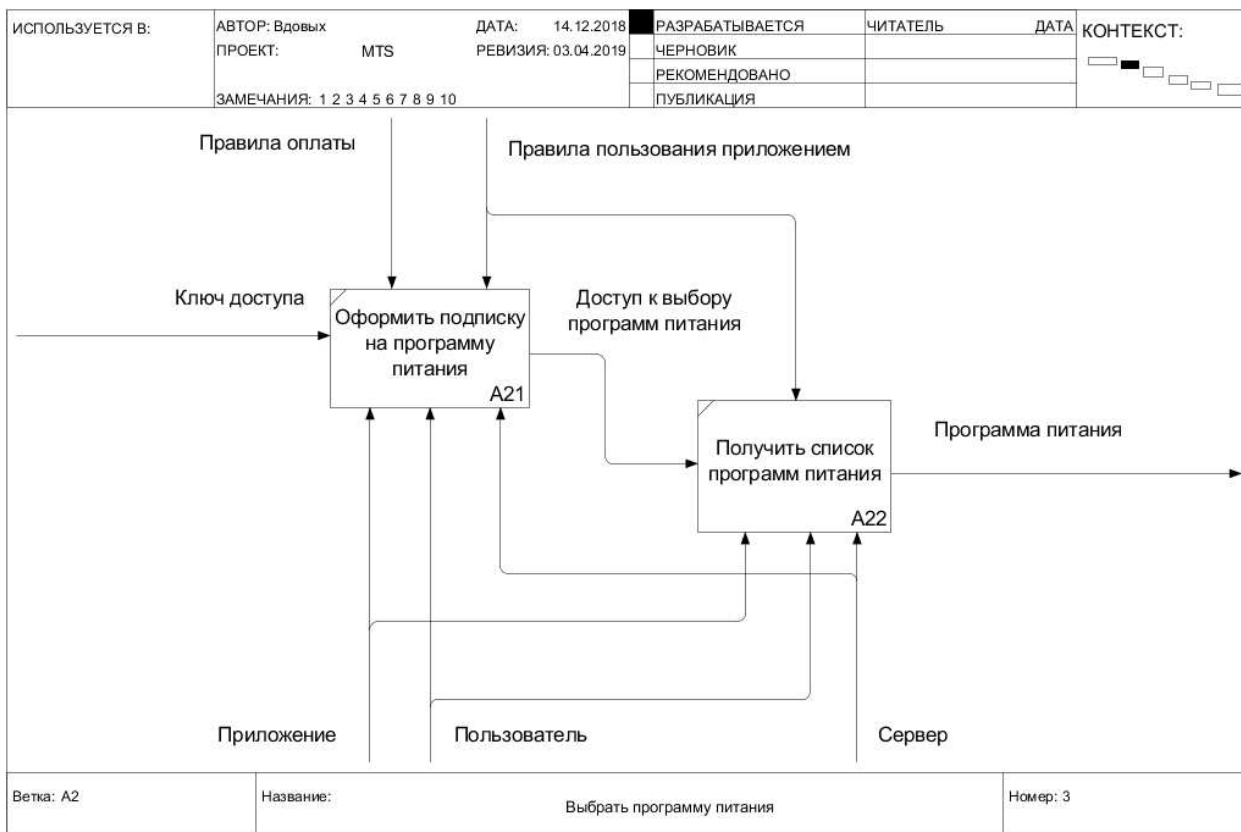 ИСПОЛЬЗУЕТСЯ В:
АВТОР: Вдовых
ДАТА: 14.12.2018
РАЗРАБАТЫВАЕТСЯ
ЧИТАТЕЛЬ
ДАТА
КОНТЕКСТ:
ПРОЕКТ: MTS
РЕВИЗИЯ: 03.04.2019
ЧЕРНОВИК
РЕКОМЕНДОВАНО
ЗАМЕЧАНИЯ: 1 2 3 4 5 6 7 8 9 10
ПУБЛИКАЦИЯ
Правила оплаты
Правила пользования приложением
Ключ доступа
Оформить подписку
на программу
питания
A21
Доступ к выбору
программ питания
Получить список
программ питания
A22
Программа питания
Приложение
Пользователь
Сервер
Ветка: A2
Название:
Выбрать программу питания
Номер: 3